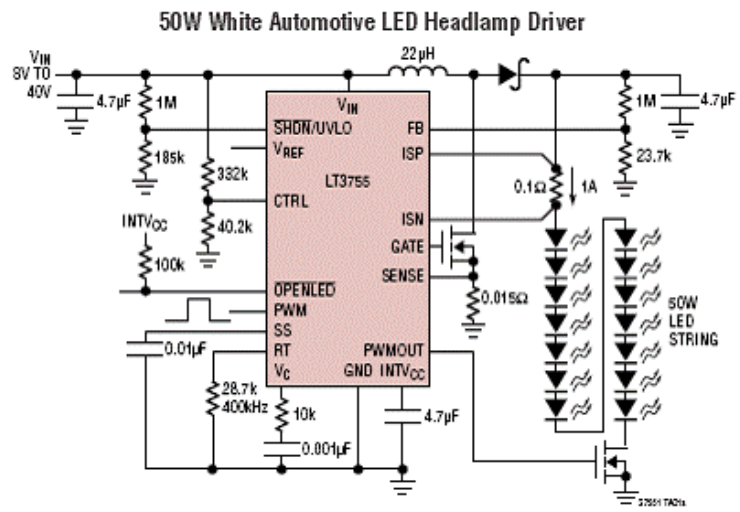 50W White Automotive LED Headlamp Driver
VIN
8V TO
40V
4.7µF
1M
185k
332k
40.2k
INTVCC
100k
22µH
VIN
SHDN/UVLO
VREF
LT3755
CTRL
OPENLED
PWM
SS
RT
VC
FB
ISP
ISN
GATE
SENSE
PWMOUT
GND INTVCC
1M
4.7µF
23.7k
0.1Ω
1A
0.015Ω
50W
LED
STRING
0.01µF
28.7k
400kHz
10k
0.001µF
4.7µF